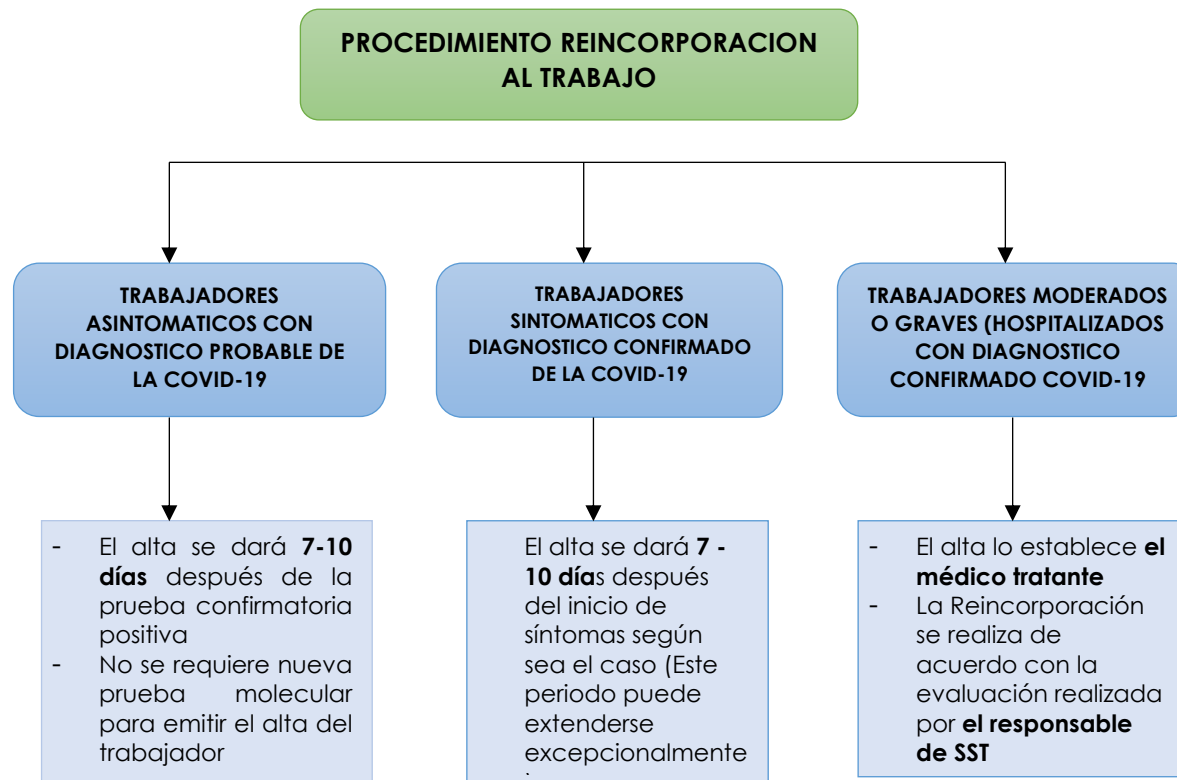 PROCEDIMIENTO REINCORPORACION
AL TRABAJO
TRABAJADORES
ASINTOMATICOS CON
DIAGNOSTICO PROBABLE DE
LA COVID-19
TRABAJADORES
SINTOMATICOS CON
DIAGNOSTICO CONFIRMADO
DE LA COVID-19
TRABAJADORES MODERADOS
O GRAVES (HOSPITALIZADOS
CON DIAGNOSTICO
CONFIRMADO COVID-19
- El alta se dará 7-10
días después de la
prueba confirmatoria
positiva
- No se requiere nueva
prueba molecular
para emitir el alta del
trabajador
El alta se dará 7 -
10 días después
del inicio de
síntomas según
sea el caso (Este
periodo puede
extenderse
excepcionalmente
- El alta lo establece el
médico tratante
- La Reincorporación
se realiza de
acuerdo con la
evaluación realizada
por el responsable
de SST